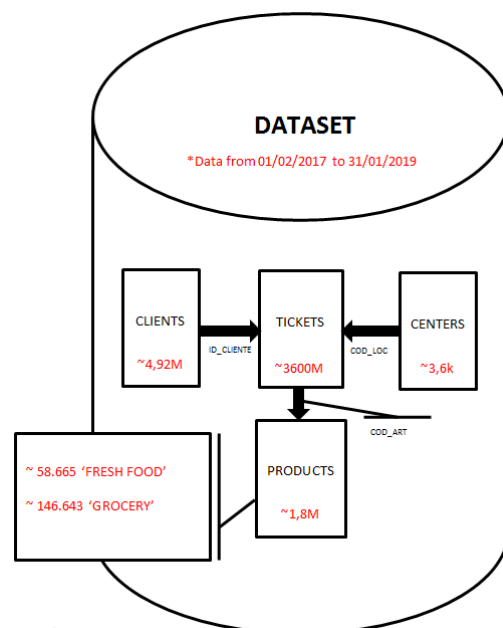 DATASET
*Data from 01/02/2017 to 31/01/2019
CLIENTS
~4,92M
ID_CLIENTE
TICKETS
~3600M
COD_LOC
CENTERS
~3,6k
COD_ART
PRODUCTS
~1,8M
~ 58.665 ‘FRESH FOOD’
~ 146.643 ‘GROCERY’